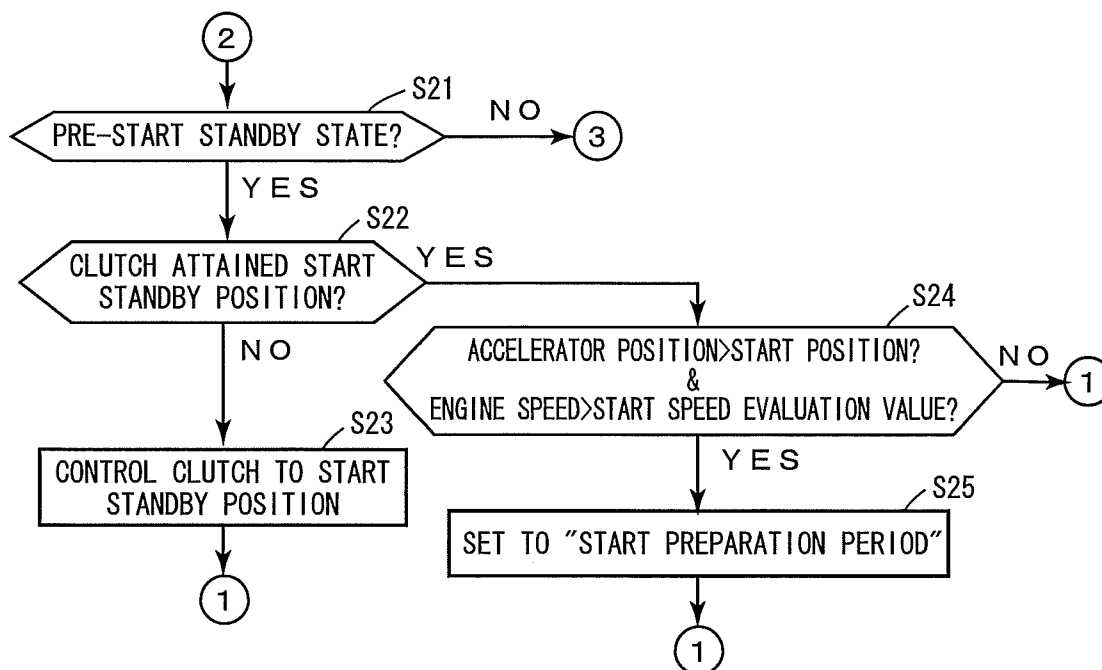 2
S21
PRE-START STANDBY STATE?
NO
3
YES
S22
CLUTCH ATTAINED START
STANDBY POSITION?
YES
NO
S24
ACCELERATOR POSITION>START POSITION?
&
ENGINE SPEED>START SPEED EVALUATION VALUE?
NO
1
YES
S23
CONTROL CLUTCH TO START
STANDBY POSITION
1
S25
SET TO "START PREPARATION PERIOD"
1